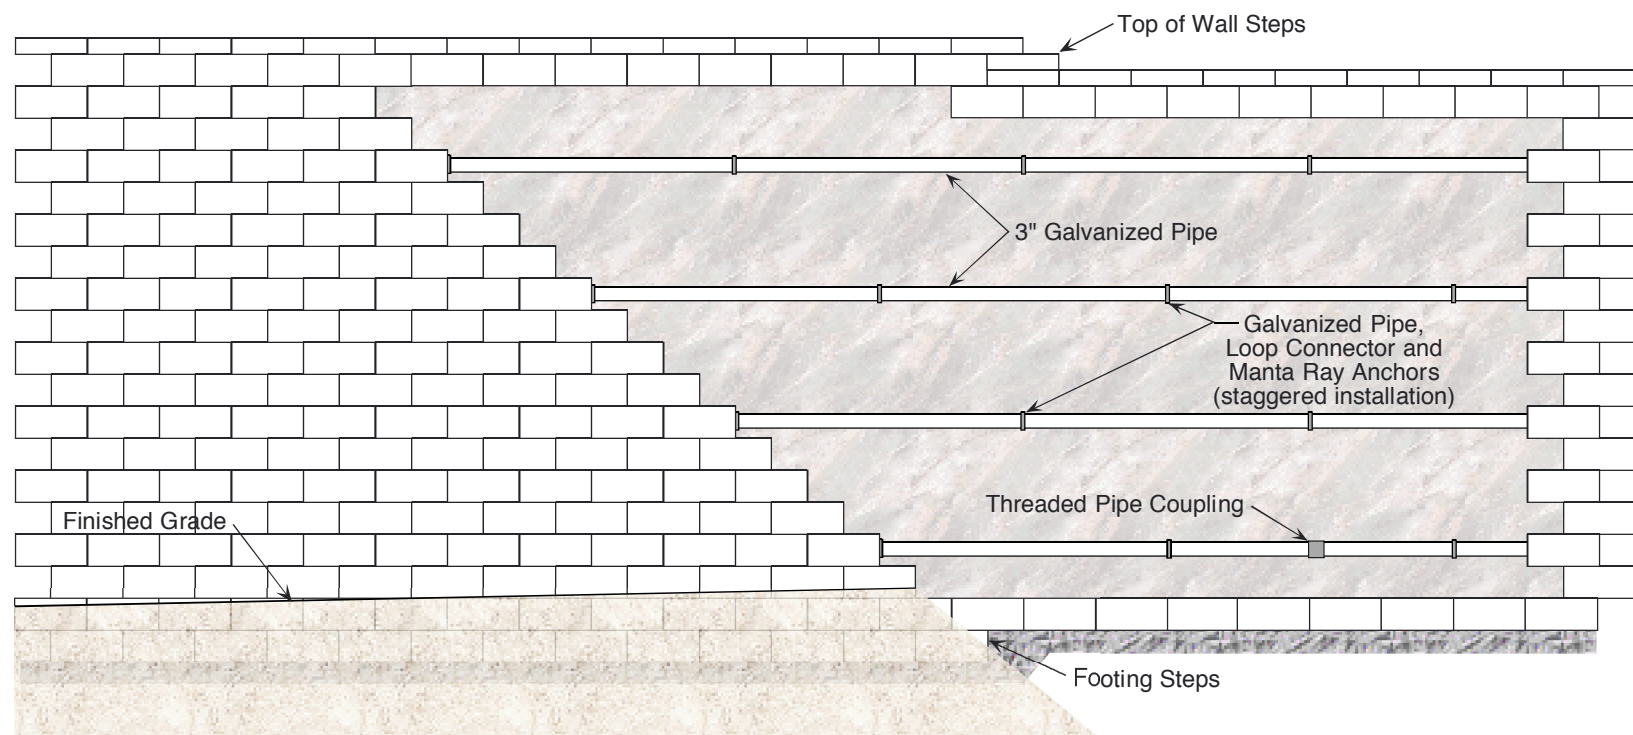 Top of Wall Steps
3" Galvanized Pipe
Galvanized Pipe,
Loop Connector and
Manta Ray Anchors
(staggered installation)
Threaded Pipe Coupling
Finished Grade
Footing Steps